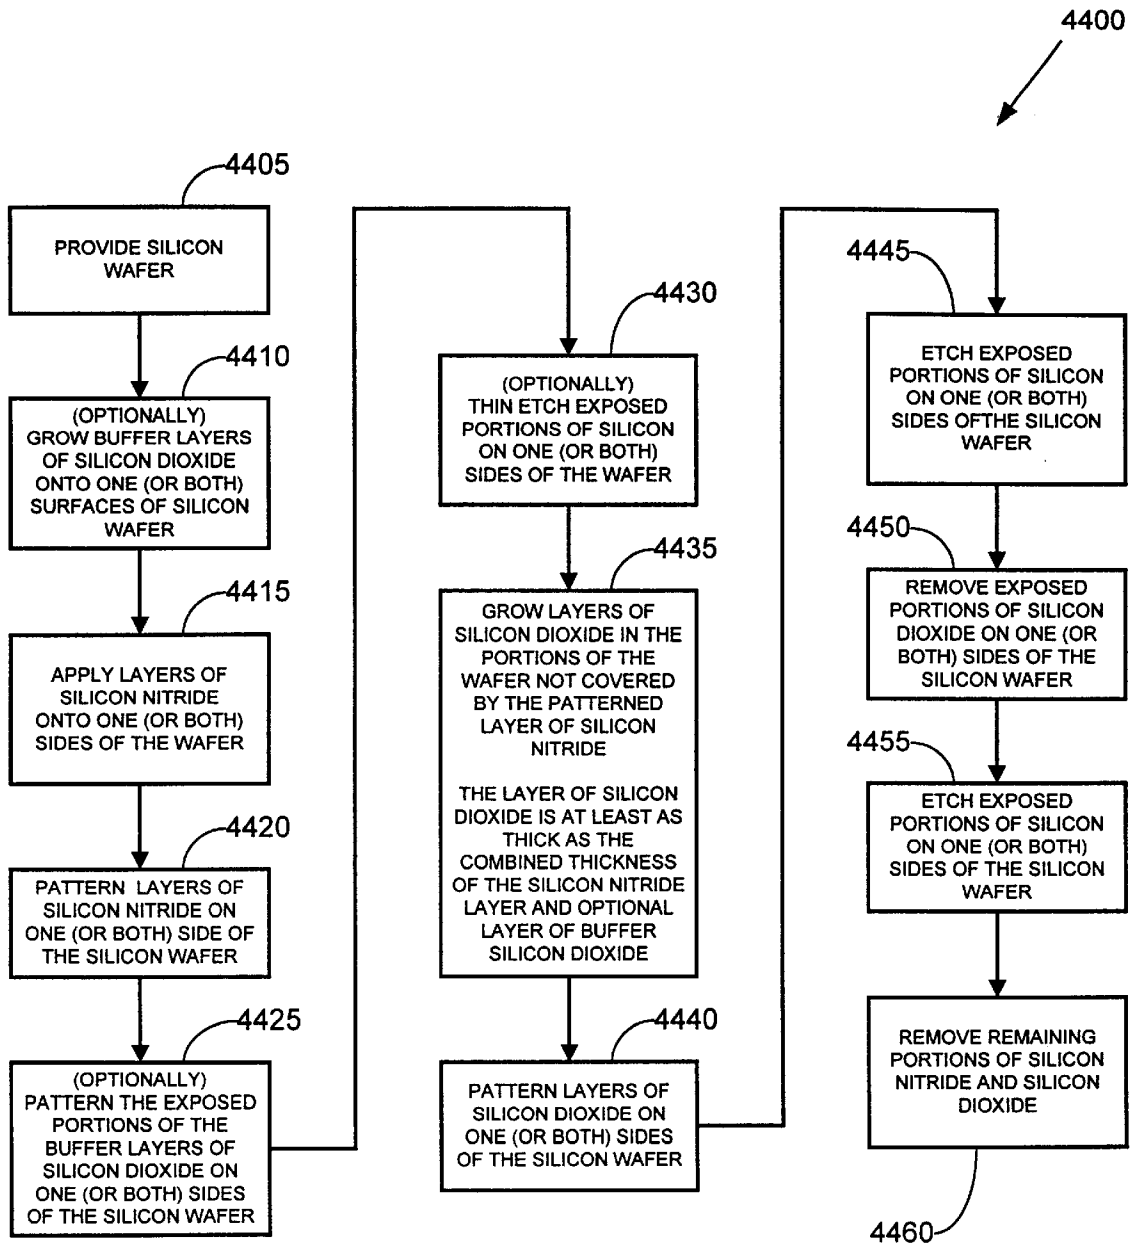 4400
4405
PROVIDE SILICON
WAFER
4410
(OPTIONALLY)
GROW BUFFER LAYERS
OF SILICON DIOXIDE
ONTO ONE (OR BOTH)
SURFACES OF SILICON
WAFER
4415
APPLY LAYERS OF
SILICON NITRIDE
ONTO ONE (OR BOTH)
SIDES OF THE WAFER
4420
PATTERN LAYERS OF
SILICON NITRIDE ON
ONE (OR BOTH) SIDE OF
THE SILICON WAFER
4425
(OPTIONALLY)
PATTERN THE EXPOSED
PORTIONS OF THE
BUFFER LAYERS OF
SILICON DIOXIDE ON
ONE (OR BOTH) SIDES
OF THE SILICON WAFER
4430
(OPTIONALLY)
THIN ETCH EXPOSED
PORTIONS OF SILICON
ON ONE (OR BOTH)
SIDES OF THE WAFER
4435
GROW LAYERS OF
SILICON DIOXIDE IN THE
PORTIONS OF THE
WAFER NOT COVERED
BY THE PATTERNED
LAYER OF SILICON
NITRIDE
THE LAYER OF SILICON
DIOXIDE IS AT LEAST AS
THICK AS THE
COMBINED THICKNESS
OF THE SILICON NITRIDE
LAYER AND OPTIONAL
LAYER OF BUFFER
SILICON DIOXIDE
4440
PATTERN LAYERS OF
SILICON DIOXIDE ON
ONE (OR BOTH) SIDES
OF THE SILICON WAFER
4445
ETCH EXPOSED
PORTIONS OF SILICON
ON ONE (OR BOTH)
SIDES OFTHE SILICON
WAFER
4450
REMOVE EXPOSED
PORTIONS OF SILICON
DIOXIDE ON ONE (OR
BOTH) SIDES OF THE
SILICON WAFER
4455
ETCH EXPOSED
PORTIONS OF SILICON
ON ONE (OR BOTH)
SIDES OF THE SILICON
WAFER
REMOVE REMAINING
PORTIONS OF SILICON
NITRIDE AND SILICON
DIOXIDE
4460